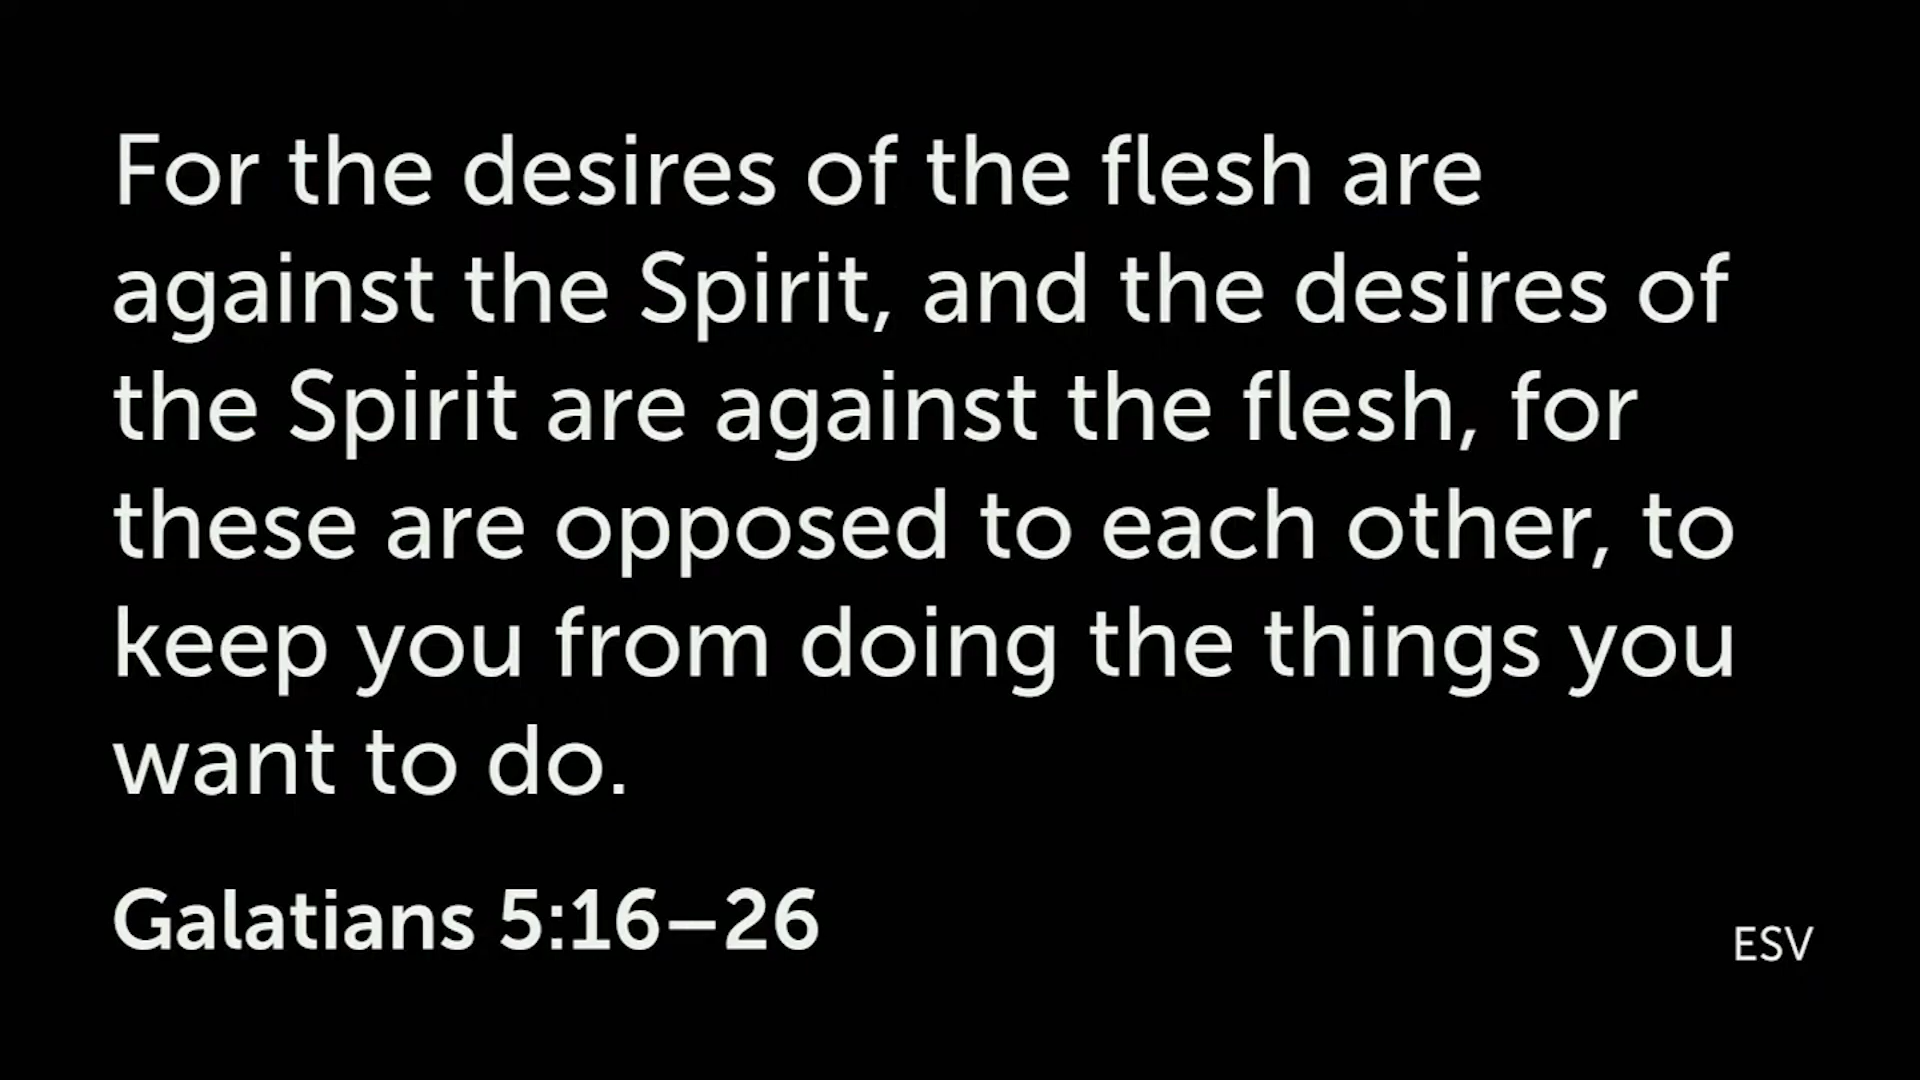 For the desires of the flesh are
against the Spirit, and the desires of
the Spirit are against the flesh, for
these are opposed to each other, to
keep you from doing the things you
want to do.
Galatians 5:16–26
ESV